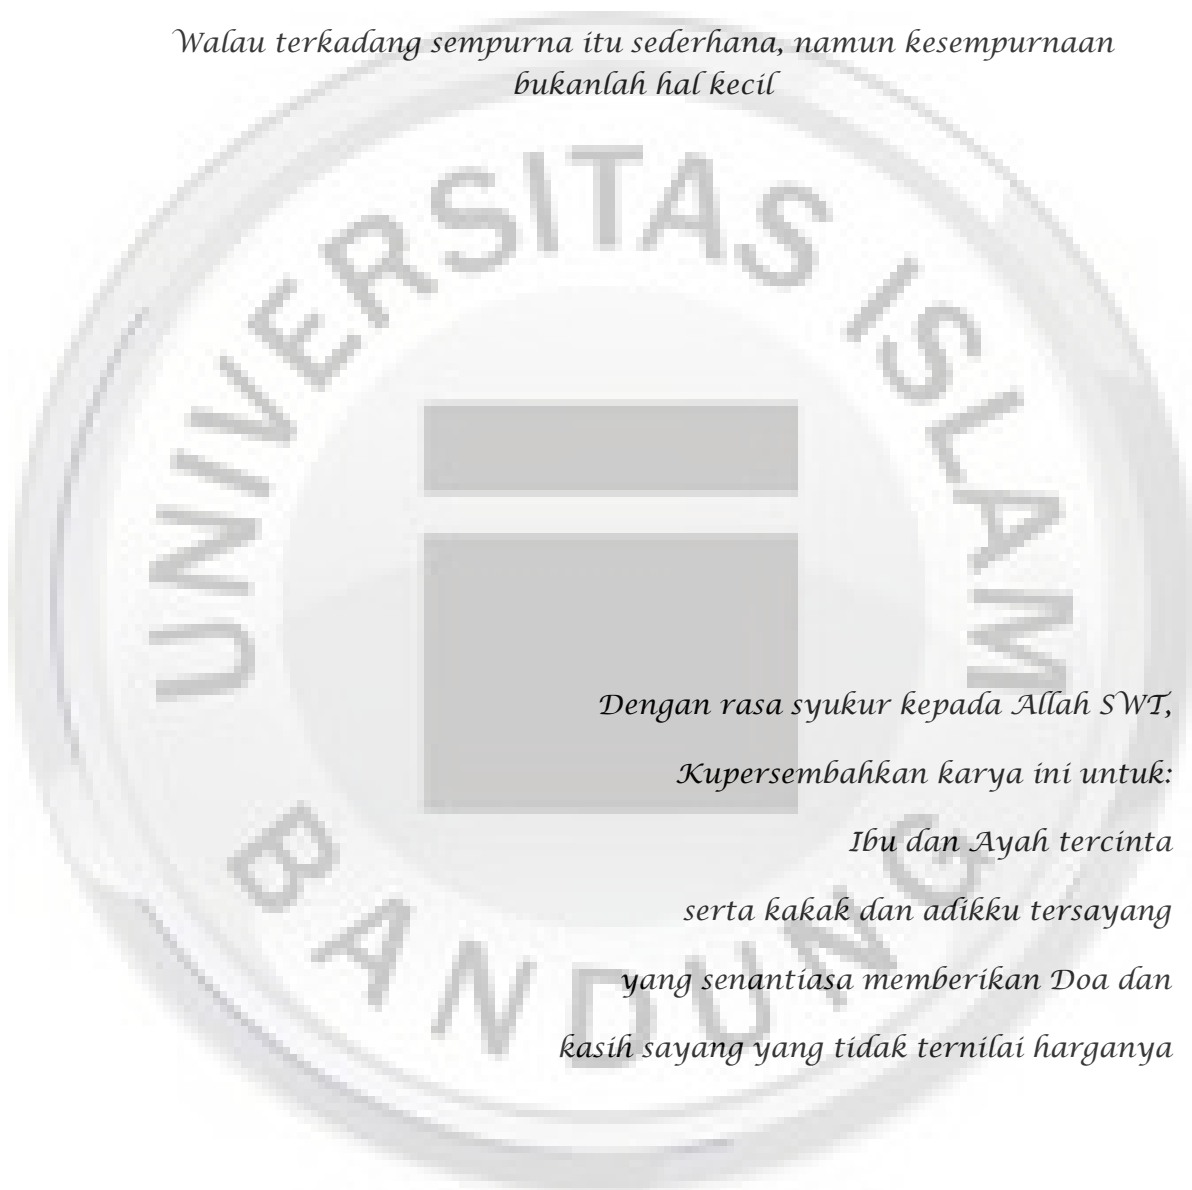 Walau terkadang sempurna itu sederhana, namun kesempurnaan
bukanlah hal kecil
UNIVERSITAS ISLAM
Dengan rasa syukur kepada Allah SWT,
Kupersembahkan karya ini untuk:
Ibu dan Ayah tercinta
serta kakak dan adikku tersayang
yang senantiasa memberikan Doa dan
kasih sayang yang tidak ternilai harganya
BANDUNG